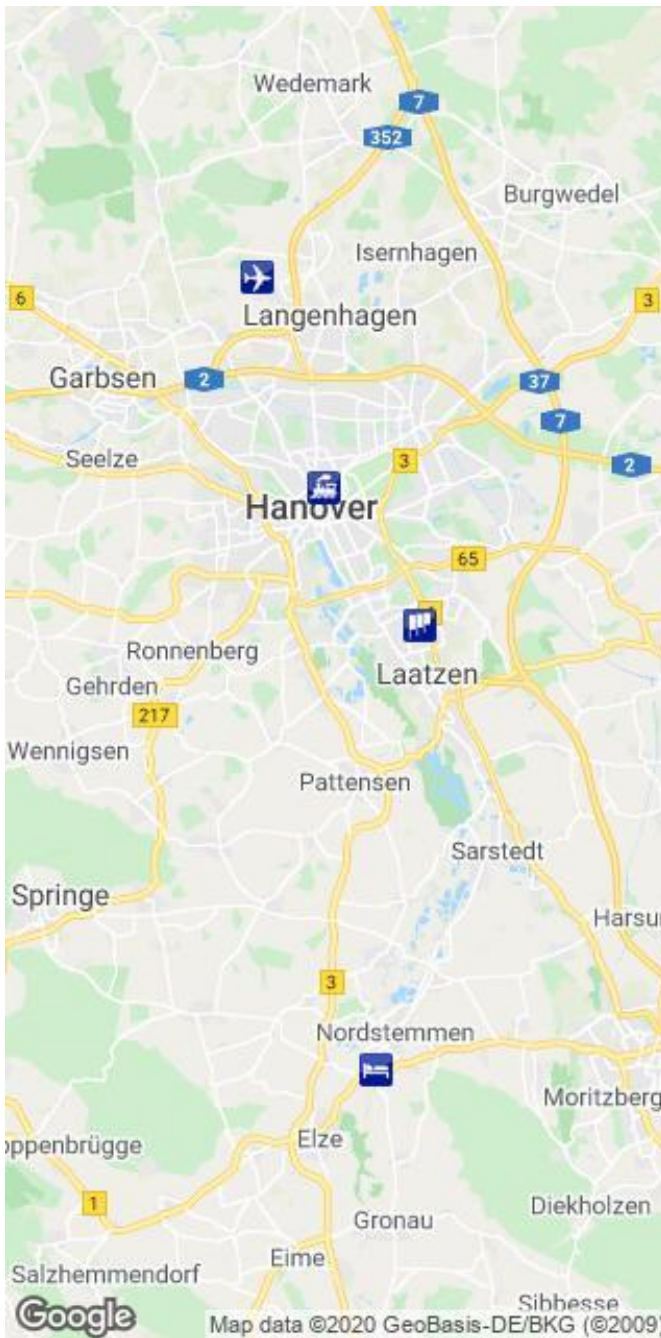 Wedemark
7
352
Burgwedel
Isernhagen
6
3
Langenhagen
Garbsen
2
37
7
Seelze
3
2
Hanover
65
Ronnenberg
Laatzen
Gehrden
217
Wennigsen
Pattensen
Sarstedt
Springe
Harsu
3
Nordstemmen
Moritzberg
Elze
oppenbrügge
1
Diekholzen
Gronau
Eime
Salzhemmendorf
Sibbesse
Google
Map data ©2020 GeoBasis-DE/BKG (©2009